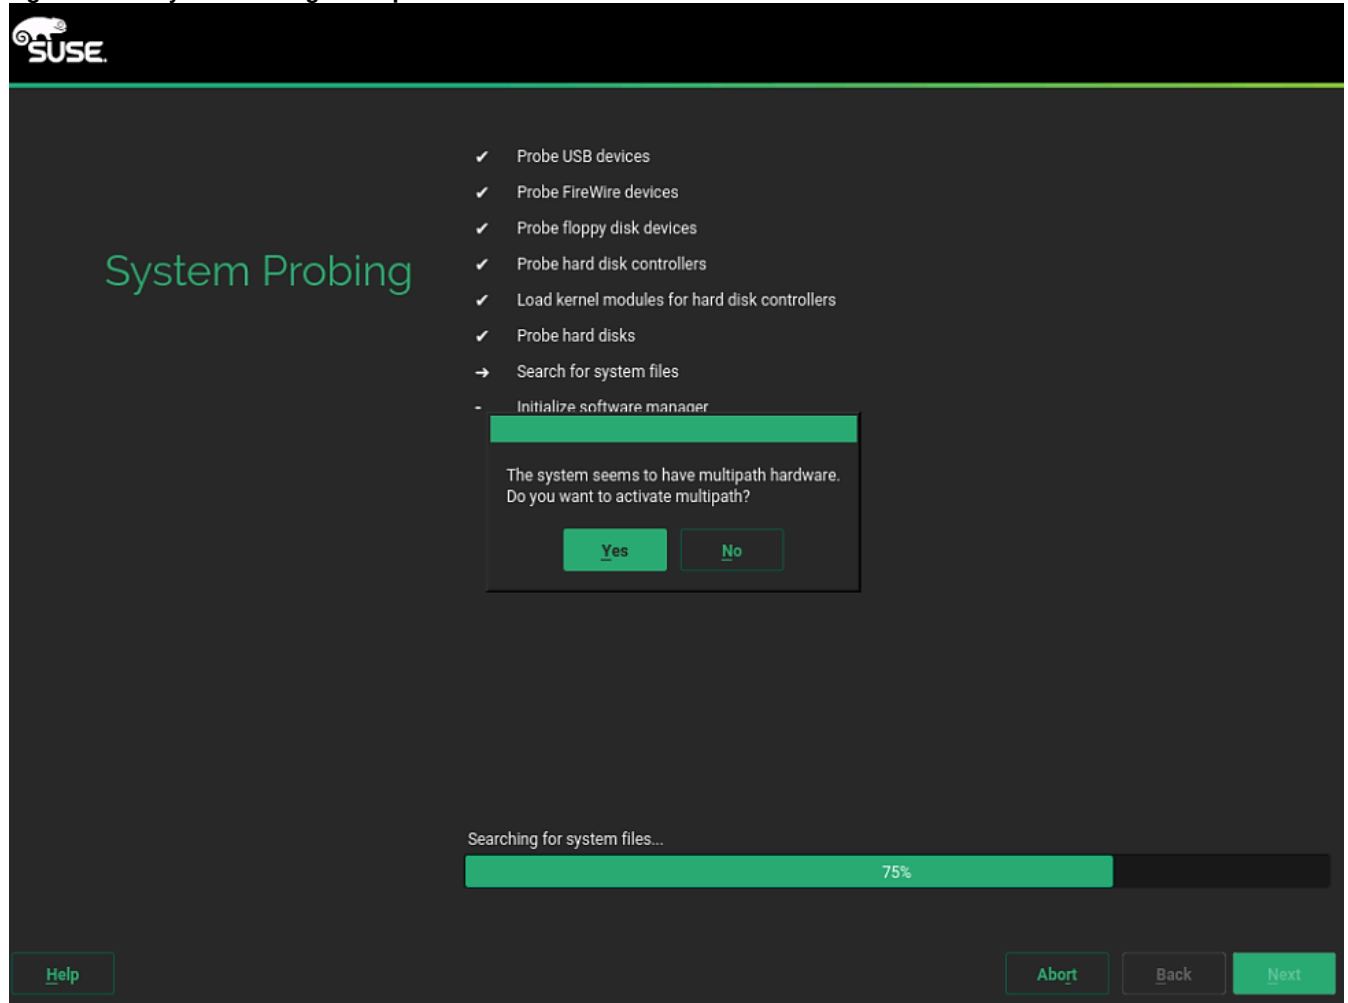 SUSE.
System Probing
✔ Probe USB devices
✔ Probe FireWire devices
✔ Probe floppy disk devices
✔ Probe hard disk controllers
✔ Load kernel modules for hard disk controllers
✔ Probe hard disks
➔ Search for system files
- Initialize software manager
The system seems to have multipath hardware.
Do you want to activate multipath?
Yes No
Searching for system files...
75%
Help Abort Back Next